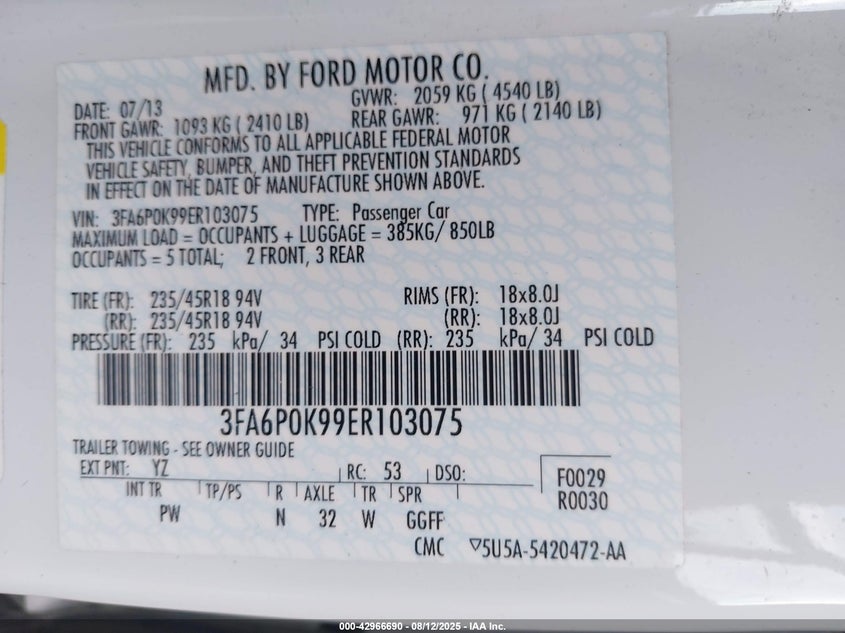 MFD. BY FORD MOTOR CO.
DATE: 07/13 GVWR: 2059 KG ( 4540 LB)
FRONT GAWR: 1093 KG ( 2410 LB) REAR GAWR: 971 KG ( 2140 LB)
THIS VEHICLE CONFORMS TO ALL APPLICABLE FEDERAL MOTOR
VEHICLE SAFETY, BUMPER, AND THEFT PREVENTION STANDARDS
IN EFFECT ON THE DATE OF MANUFACTURE SHOWN ABOVE.
VIN: 3FA6P0K99ER103075 TYPE: Passenger Car
MAXIMUM LOAD = OCCUPANTS + LUGGAGE = 385KG/ 850LB
OCCUPANTS = 5 TOTAL; 2 FRONT, 3 REAR
TIRE (FR): 235/45R18 94V RIMS (FR): 18x8.0J
(RR): 235/45R18 94V (RR): 18x8.0J
PRESSURE (FR): 235 kPa/ 34 PSI COLD (RR): 235 kPa/ 34 PSI COLD
3FA6P0K99ER103075
TRAILER TOWING - SEE OWNER GUIDE
EXT PNT: YZ RC: 53 DSO: F0029
INT TR TP/PS R AXLE TR SPR R0030
PW N 32 W GGFF
CMC ▽5U5A-5420472-AA
000-42966690 - 08/12/2025 - IAA Inc.